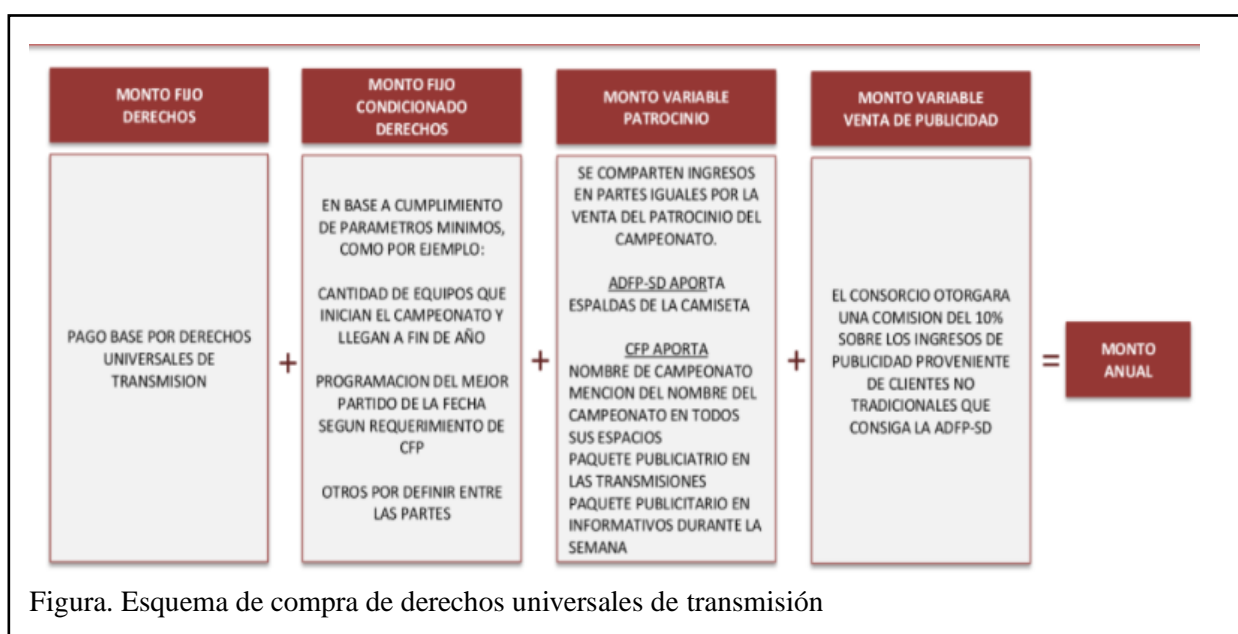 MONTO FIJO
DERECHOS
PAGO BASE POR DERECHOS
UNIVERSALES DE
TRANSMISION
+
MONTO FIJO
CONDICIONADO
DERECHOS
EN BASE A CUMPLIMIENTO
DE PARAMETROS MINIMOS,
COMO POR EJEMPLO:
CANTIDAD DE EQUIPOS QUE
INICIAN EL CAMPEONATO Y
LLEGAN A FIN DE AÑO
PROGRAMACION DEL MEJOR
PARTIDO DE LA FECHA
SEGUN REQUERIMIENTO DE
CFP
OTROS POR DEFINIR ENTRE
LAS PARTES
+
MONTO VARIABLE
PATROCINIO
SE COMPARTEN INGRESOS
EN PARTES IGUALES POR LA
VENTA DEL PATROCINIO DEL
CAMPEONATO.
ADFP-SD APORTA
ESPALDAS DE LA CAMISETA
CFP APORTA
NOMBRE DE CAMPEONATO
MENCION DEL NOMBRE DEL
CAMPEONATO EN TODOS
SUS ESPACIOS
PAQUETE PUBLICIATRIO EN
LAS TRANSMISIONES
PAQUETE PUBLICITARIO EN
INFORMATIVOS DURANTE LA
SEMANA
+
MONTO VARIABLE
VENTA DE PUBLICIDAD
EL CONSORCIO OTORGARA
UNA COMISION DEL 10%
SOBRE LOS INGRESOS DE
PUBLICIDAD PROVENIENTE
DE CLIENTES NO
TRADICIONALES QUE
CONSIGA LA ADFP-SD
=
MONTO
ANUAL
Figura. Esquema de compra de derechos universales de transmisión